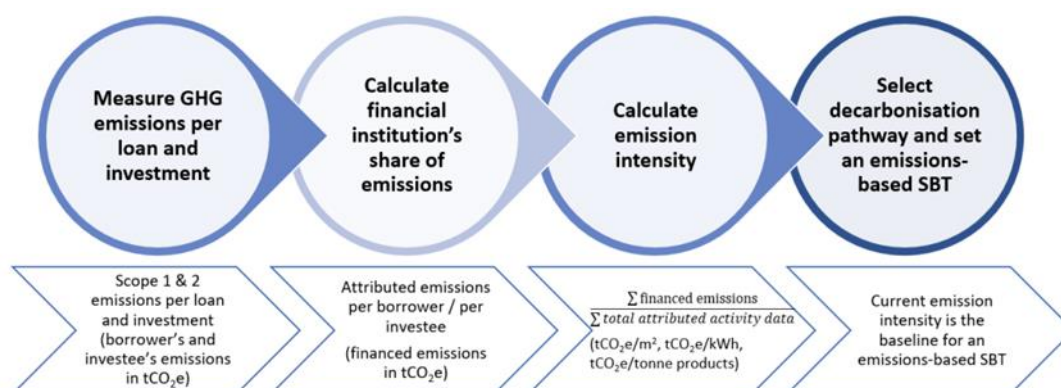 Measure GHG
emissions per
loan and
investment
Calculate
financial
institution's
share of
emissions
Calculate
emission
intensity
Select
decarbonisation
pathway and set
an emissions-
based SBT
Scope 1 & 2
emissions per loan
and investment
(borrower's and
investee's emissions
in tCO₂e)
Attributed emissions
per borrower / per
investee
(financed emissions
in tCO₂e)
∑ financed emissions
∑ total attributed activity data
(tCO₂e/m², tCO₂e/kWh,
tCO₂e/tonne products)
Current emission
intensity is the
baseline for an
emissions-based SBT